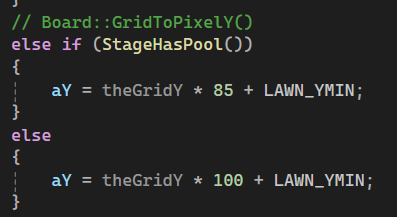 // Board::GridToPixelY()
else if (StageHasPool())
{
    aY = theGridY * 85 + LAWN_YMIN;
}
else
{
    aY = theGridY * 100 + LAWN_YMIN;
}